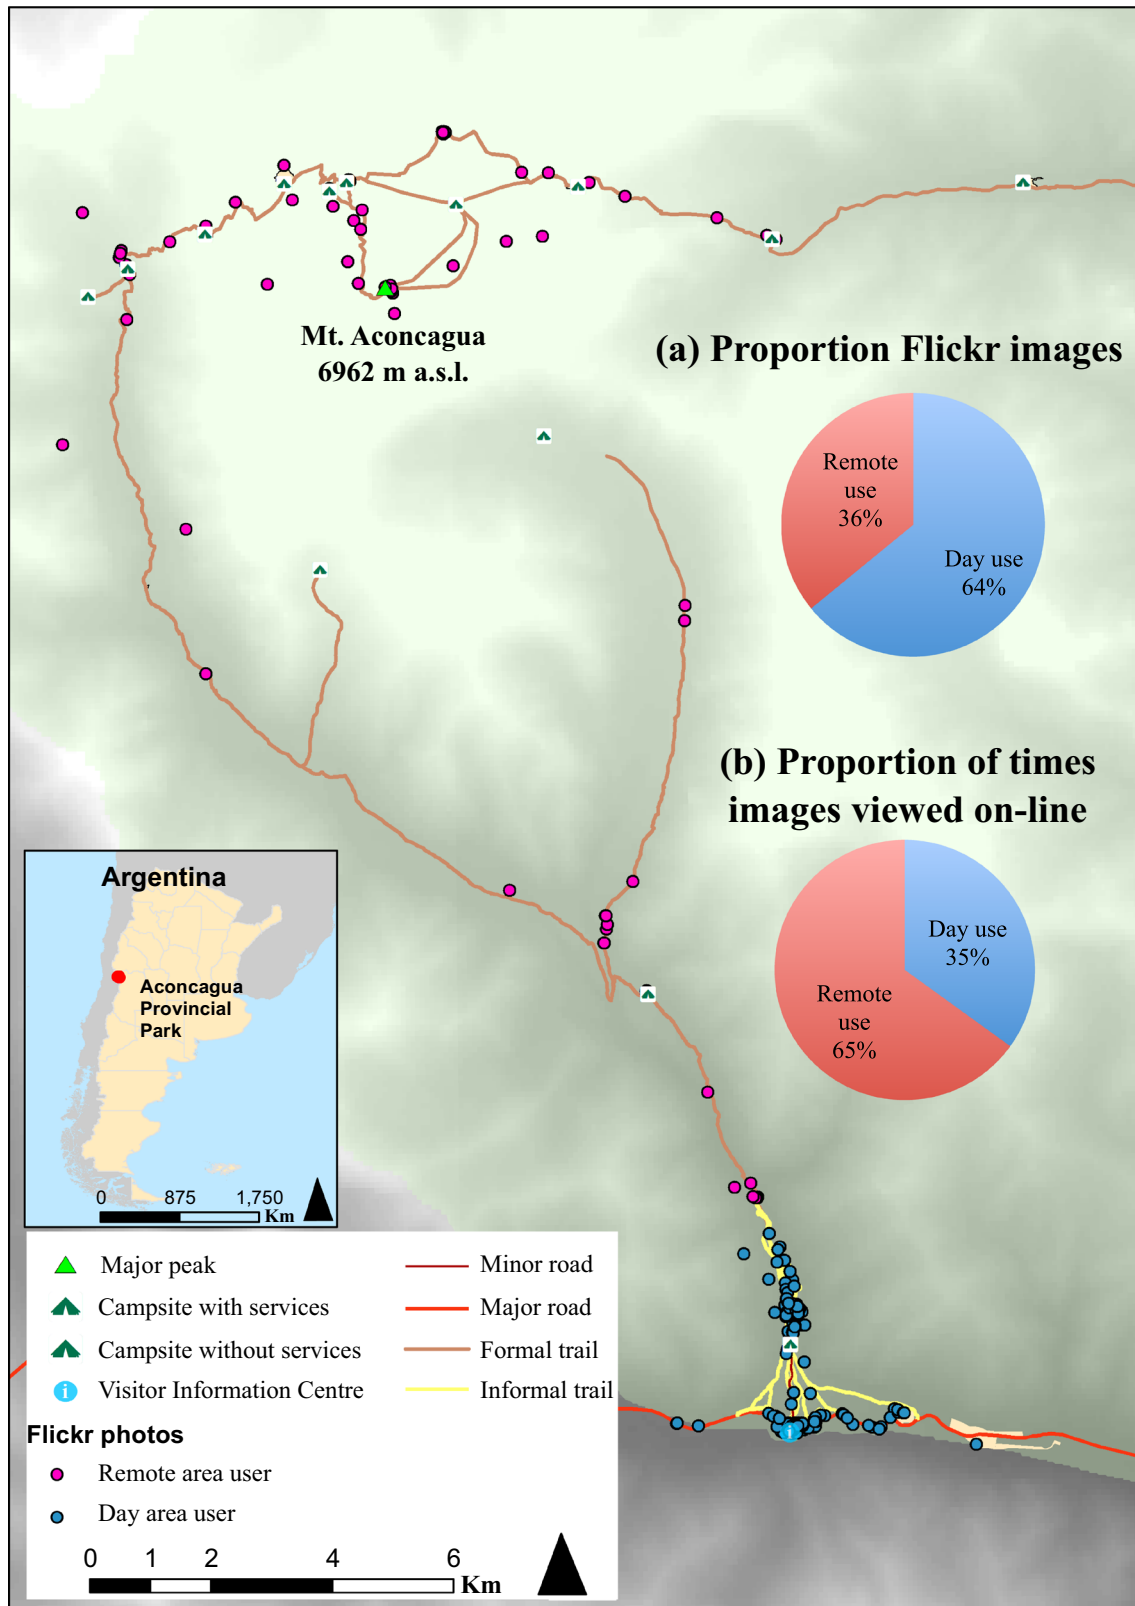 Mt. Aconcagua
6962 m a.s.l.
(a) Proportion Flickr images
Remote
use
36%
Day use
64%
(b) Proportion of times
images viewed on-line
Day use
35%
Remote
use
65%
Argentina
Aconcagua
Provincial
Park
0 875 1,750
Km
Major peak
Campsite with services
Campsite without services
i Visitor Information Centre
Minor road
Major road
Formal trail
Informal trail
Flickr photos
Remote area user
Day area user
0 1 2 4 6
Km
i